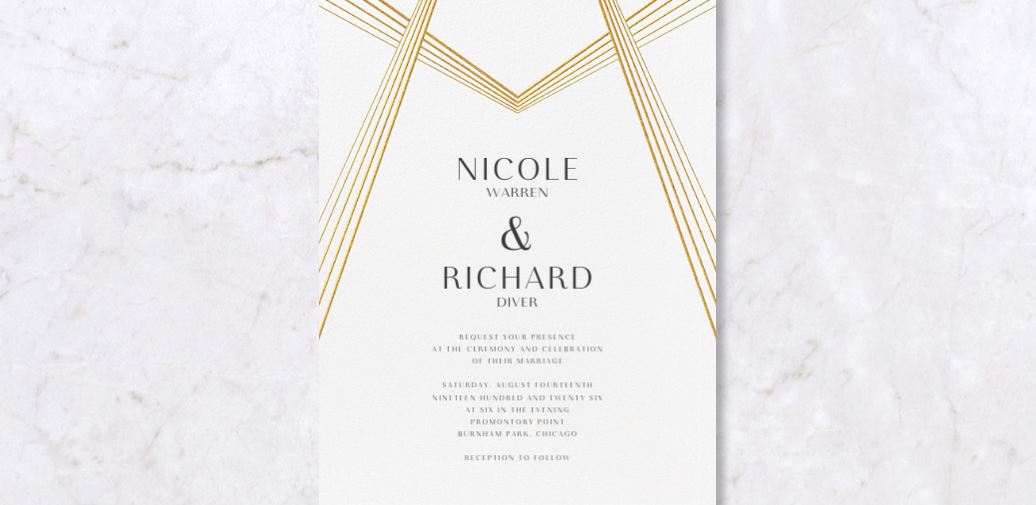 NICOLE
WARREN
&
RICHARD
DIVER
REQUEST YOUR PRESENCE
AT THE CEREMONY AND CELEBRATION
OF THEIR MARRIAGE
SATURDAY, AUGUST FOURTEENTH
NINETEEN HUNDRED AND TWENTY SIX
AT SIX IN THE EVENING
PROMONTORY POINT
BURNHAM PARK, CHICAGO
RECEPTION TO FOLLOW